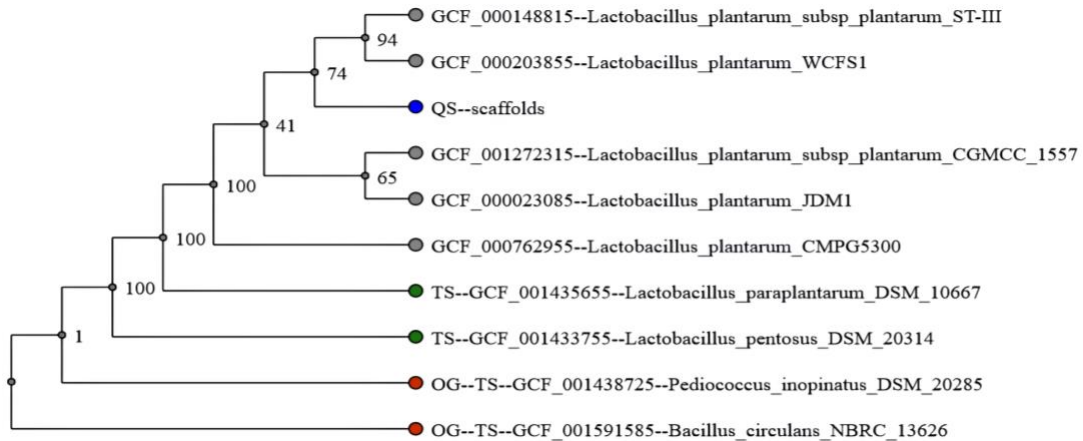 GCF_000148815--Lactobacillus_plantarum_subsp_plantarum_ST-III
94
GCF_000203855--Lactobacillus_plantarum_WCFS1
74
QS--scaffolds
41
GCF_001272315--Lactobacillus_plantarum_subsp_plantarum_CGMCC_1557
65
100
GCF_000023085--Lactobacillus_plantarum_JDM1
100
GCF_000762955--Lactobacillus_plantarum_CMPG5300
100
TS--GCF_001435655--Lactobacillus_paraplantarum_DSM_10667
1
TS--GCF_001433755--Lactobacillus_pentosus_DSM_20314
OG--TS--GCF_001438725--Pediococcus_inopinatus_DSM_20285
OG--TS--GCF_001591585--Bacillus_circulans_NBRC_13626